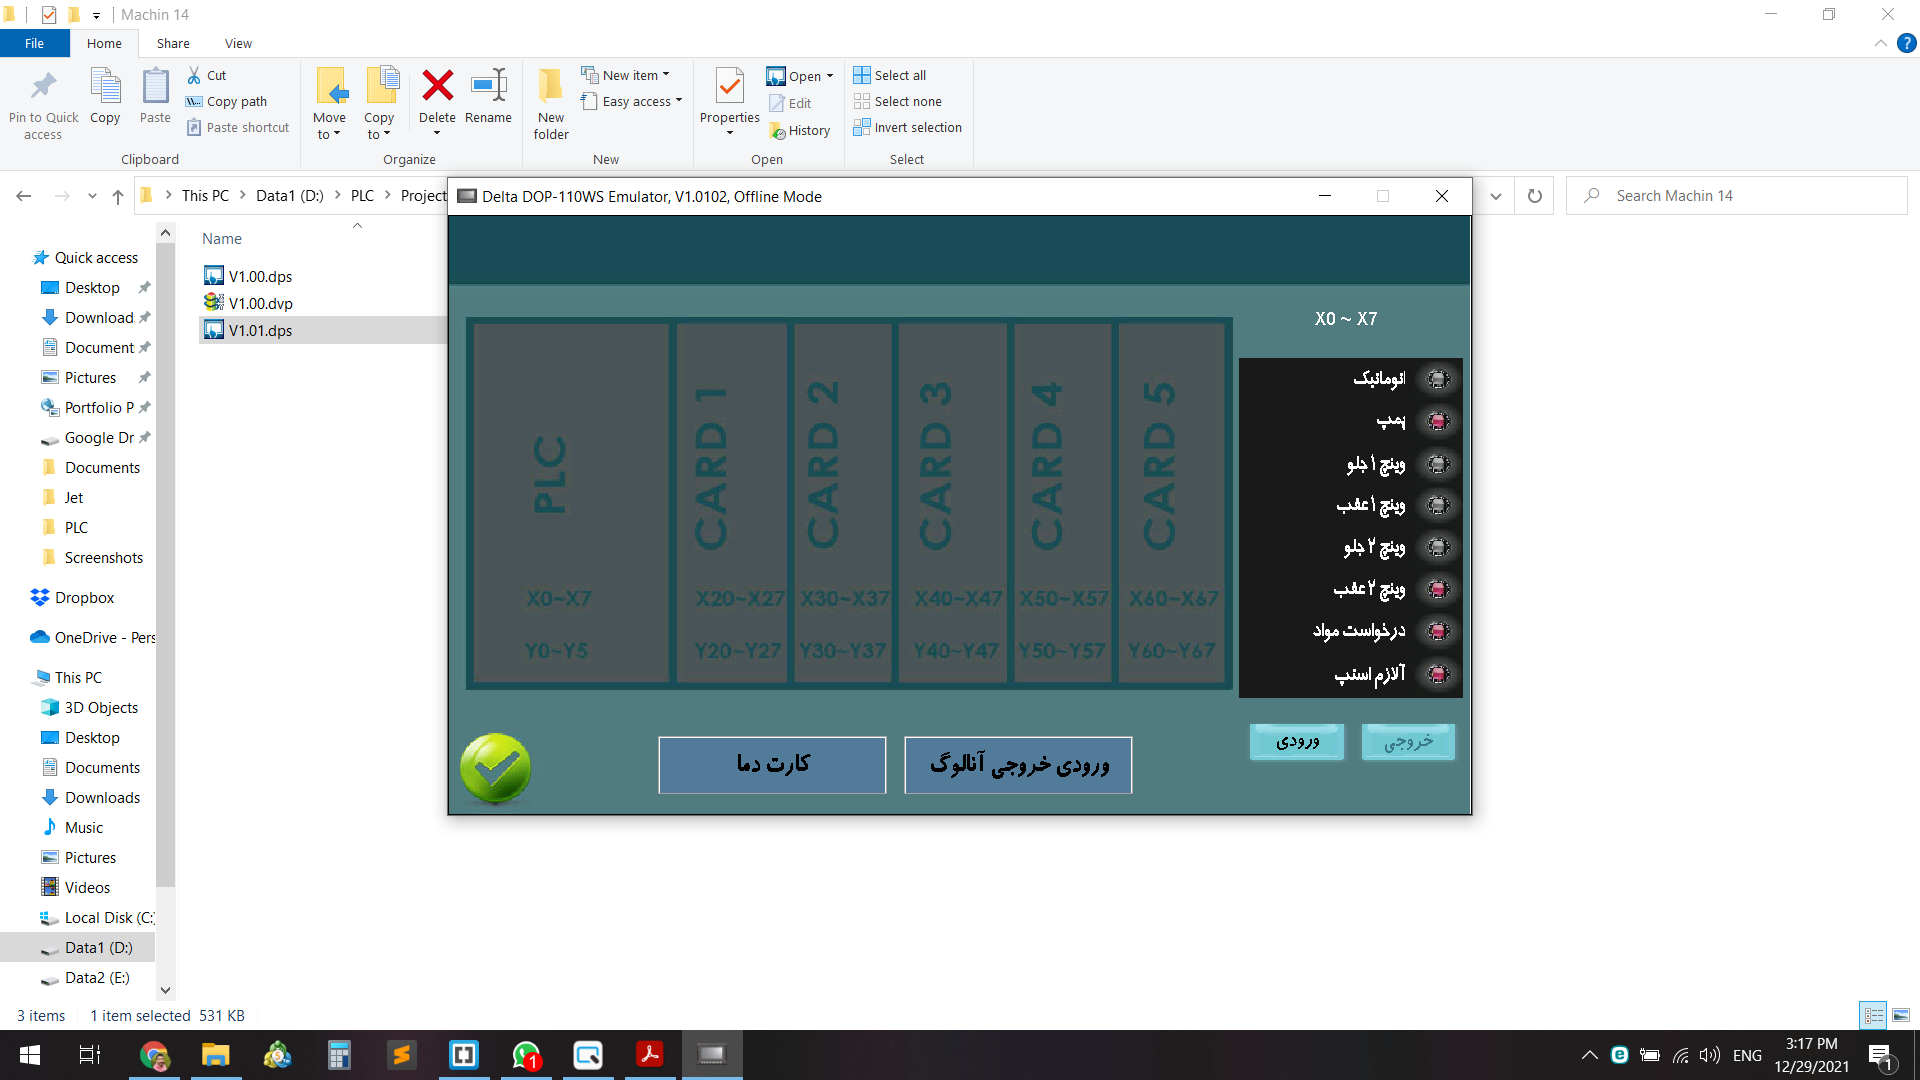 Machin 14
File Home Share View
Pin to Quick access
Copy
Paste
Cut
Copy path
Paste shortcut
Clipboard
Move to
Copy to
Delete
Rename
Organize
New folder
New item
Easy access
New
Properties
Open
Edit
History
Open
Select all
Select none
Invert selection
Select
This PC Data1 (D:) PLC Project
Search Machin 14
Quick access
Desktop
Download
Document
Pictures
Portfolio P
Google Dr
Documents
Jet
PLC
Screenshots
Dropbox
OneDrive - Pers
This PC
3D Objects
Desktop
Documents
Downloads
Music
Pictures
Videos
Local Disk (C:)
Data1 (D:)
Data2 (E:)
Name
V1.00.dps
V1.00.dvp
V1.01.dps
Delta DOP-110WS Emulator, V1.0102, Offline Mode
PLC
X0~X7
Y0~Y5
CARD 1
X20~X27
Y20~Y27
CARD 2
X30~X37
Y30~Y37
CARD 3
X40~X47
Y40~Y47
CARD 4
X50~X57
Y50~Y57
CARD 5
X60~X67
Y60~Y67
X0 ~ X7
اتوماتیک
پمپ
وینچ ۱ جلو
وینچ ۱ عقب
وینچ ۲ جلو
وینچ ۲ عقب
درخواست مواد
آلارم استپ
ورودی
خروجی
کارت دما
ورودی خروجی آنالوگ
3 items 1 item selected 531 KB
1
ENG
3:17 PM
12/29/2021
1